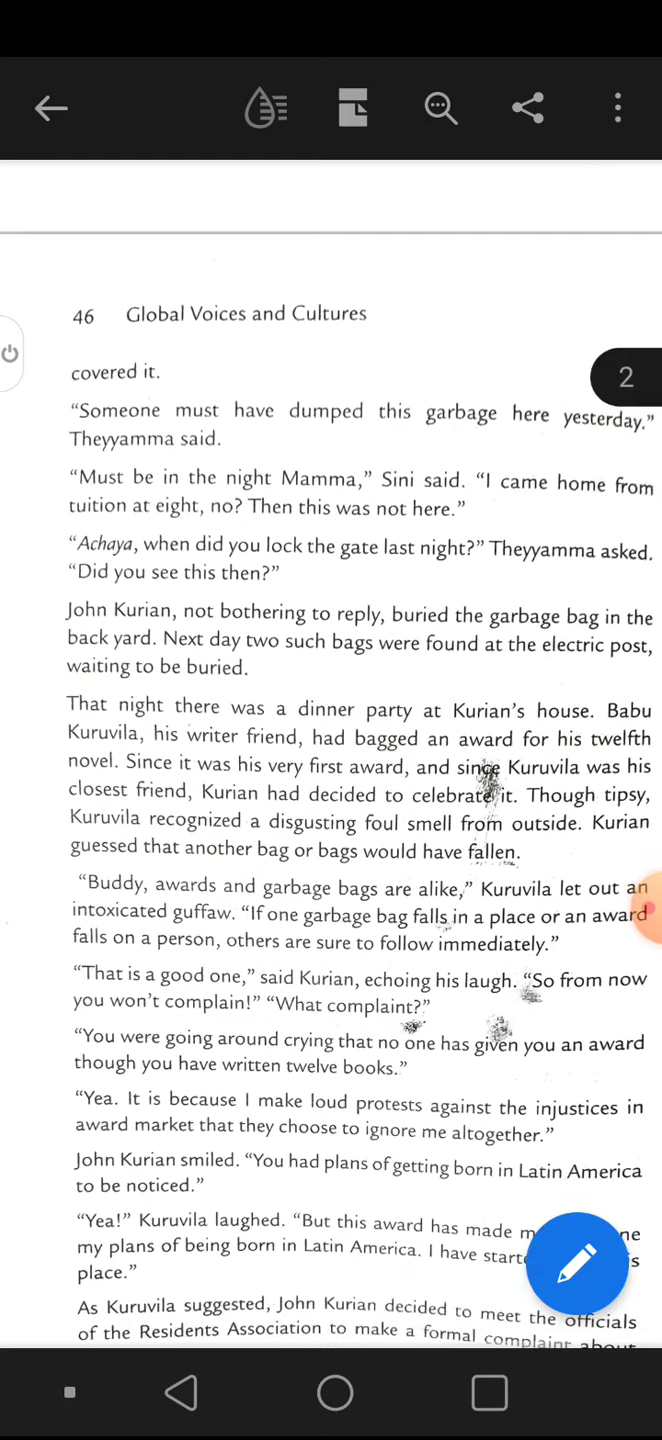 46 Global Voices and Cultures
2
covered it.
“Someone must have dumped this garbage here yesterday.”
Theyyamma said.
“Must be in the night Mamma,” Sini said. “I came home from
tuition at eight, no? Then this was not here.”
“Achaya, when did you lock the gate last night?” Theyyamma asked.
“Did you see this then?”
John Kurian, not bothering to reply, buried the garbage bag in the
back yard. Next day two such bags were found at the electric post,
waiting to be buried.
That night there was a dinner party at Kurian’s house. Babu
Kuruvila, his writer friend, had bagged an award for his twelfth
novel. Since it was his very first award, and since Kuruvila was his
closest friend, Kurian had decided to celebrate it. Though tipsy,
Kuruvila recognized a disgusting foul smell from outside. Kurian
guessed that another bag or bags would have fallen.
“Buddy, awards and garbage bags are alike,” Kuruvila let out an
intoxicated guffaw. “If one garbage bag falls in a place or an award
falls on a person, others are sure to follow immediately.”
“That is a good one,” said Kurian, echoing his laugh. “So from now
you won’t complain!” “What complaint?”
“You were going around crying that no one has given you an award
though you have written twelve books.”
“Yea. It is because I make loud protests against the injustices in
award market that they choose to ignore me altogether.”
John Kurian smiled. “You had plans of getting born in Latin America
to be noticed.”
“Yea!” Kuruvila laughed. “But this award has made
my plans of being born in Latin America. I have
place.”
As Kuruvila suggested, John Kurian decided to meet the officials
of the Residents Association to make a formal complaint about